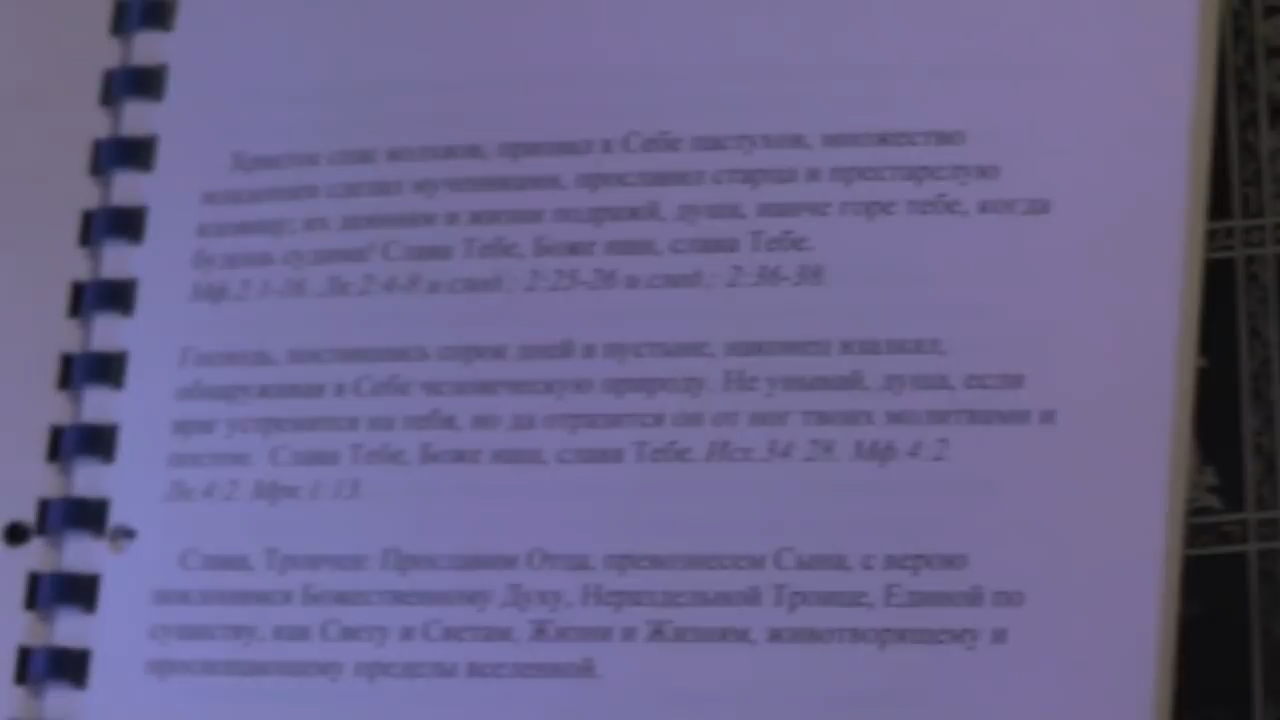 Христос спас волхвов, призвал к Себе пастухов, множество
младенцев сделал мучениками, прославил старца и престарелую
вдовицу; их деяниям и жизни подражай, душа, иначе горе тебе, когда
будешь судима! Слава Тебе, Боже наш, слава Тебе.
Мф.2:1-16. Лк.2:4-8 и след.; 2:25-26 и след.; 2:36-38.
Господь, постившись сорок дней в пустыне, наконец взалкал,
обнаруживая в Себе человеческую природу. Не унывай, душа, если
враг устремится на тебя, но да отразится он от ног твоих молитвами и
постом. Слава Тебе, Боже наш, слава Тебе. Исх.34:28. Мф.4:2.
Лк.4:2. Мрк.1:13.
Слава, Троичен: Прославим Отца, превознесем Сына, с верою
поклонимся Божественному Духу, Нераздельной Троице, Единой по
существу, как Свету и Светам, Жизни и Жизням, животворящему и
просвещающему пределы вселенной.